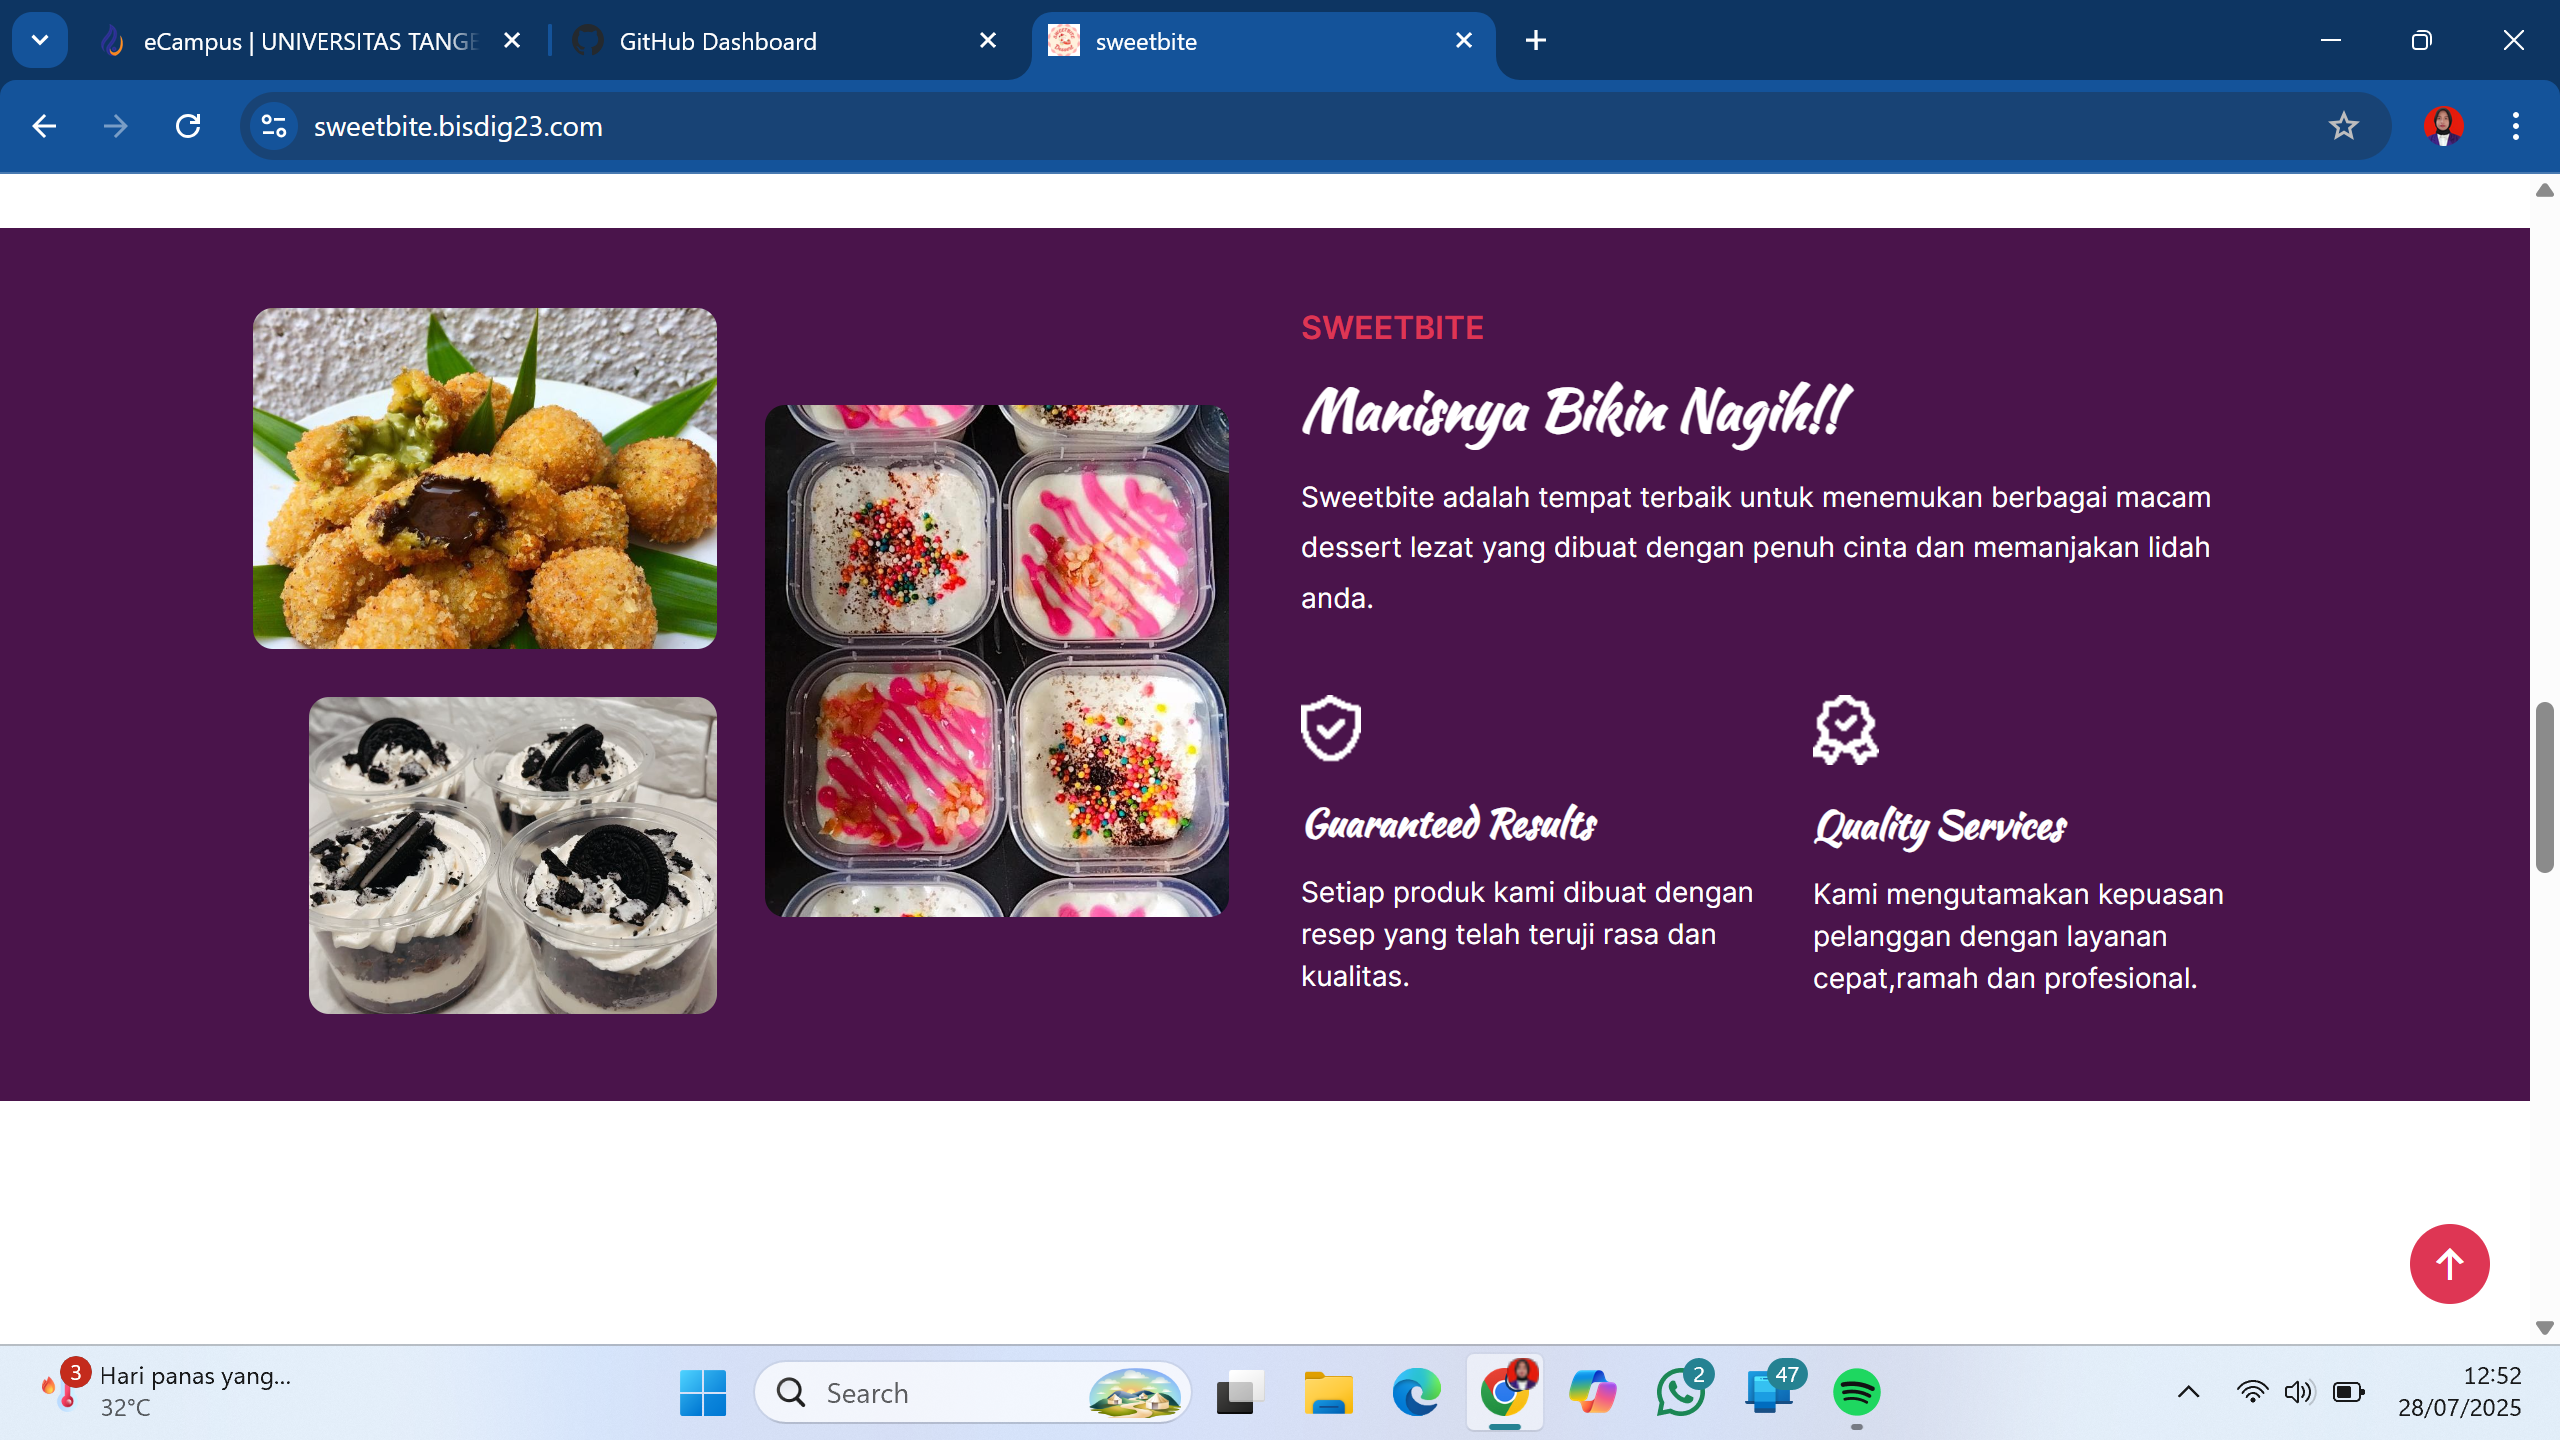 eCampus | UNIVERSITAS TANGE
GitHub Dashboard
sweetbite
sweetbite.bisdig23.com
SWEETBITE
Manisnya Bikin Nagih!!
Sweetbite adalah tempat terbaik untuk menemukan berbagai macam
dessert lezat yang dibuat dengan penuh cinta dan memanjakan lidah
anda.
Guaranteed Results
Setiap produk kami dibuat dengan
resep yang telah teruji rasa dan
kualitas.
Quality Services
Kami mengutamakan kepuasan
pelanggan dengan layanan
cepat,ramah dan profesional.
3
Hari panas yang...
32°C
Search
2
47
12:52
28/07/2025